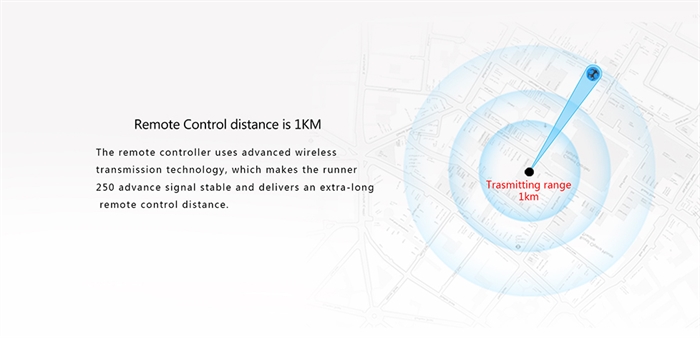 Remote Control distance is 1KM
The remote controller uses advanced wireless
transmission technology, which makes the runner
250 advance signal stable and delivers an extra-long
remote control distance.
Trasmitting range
1km